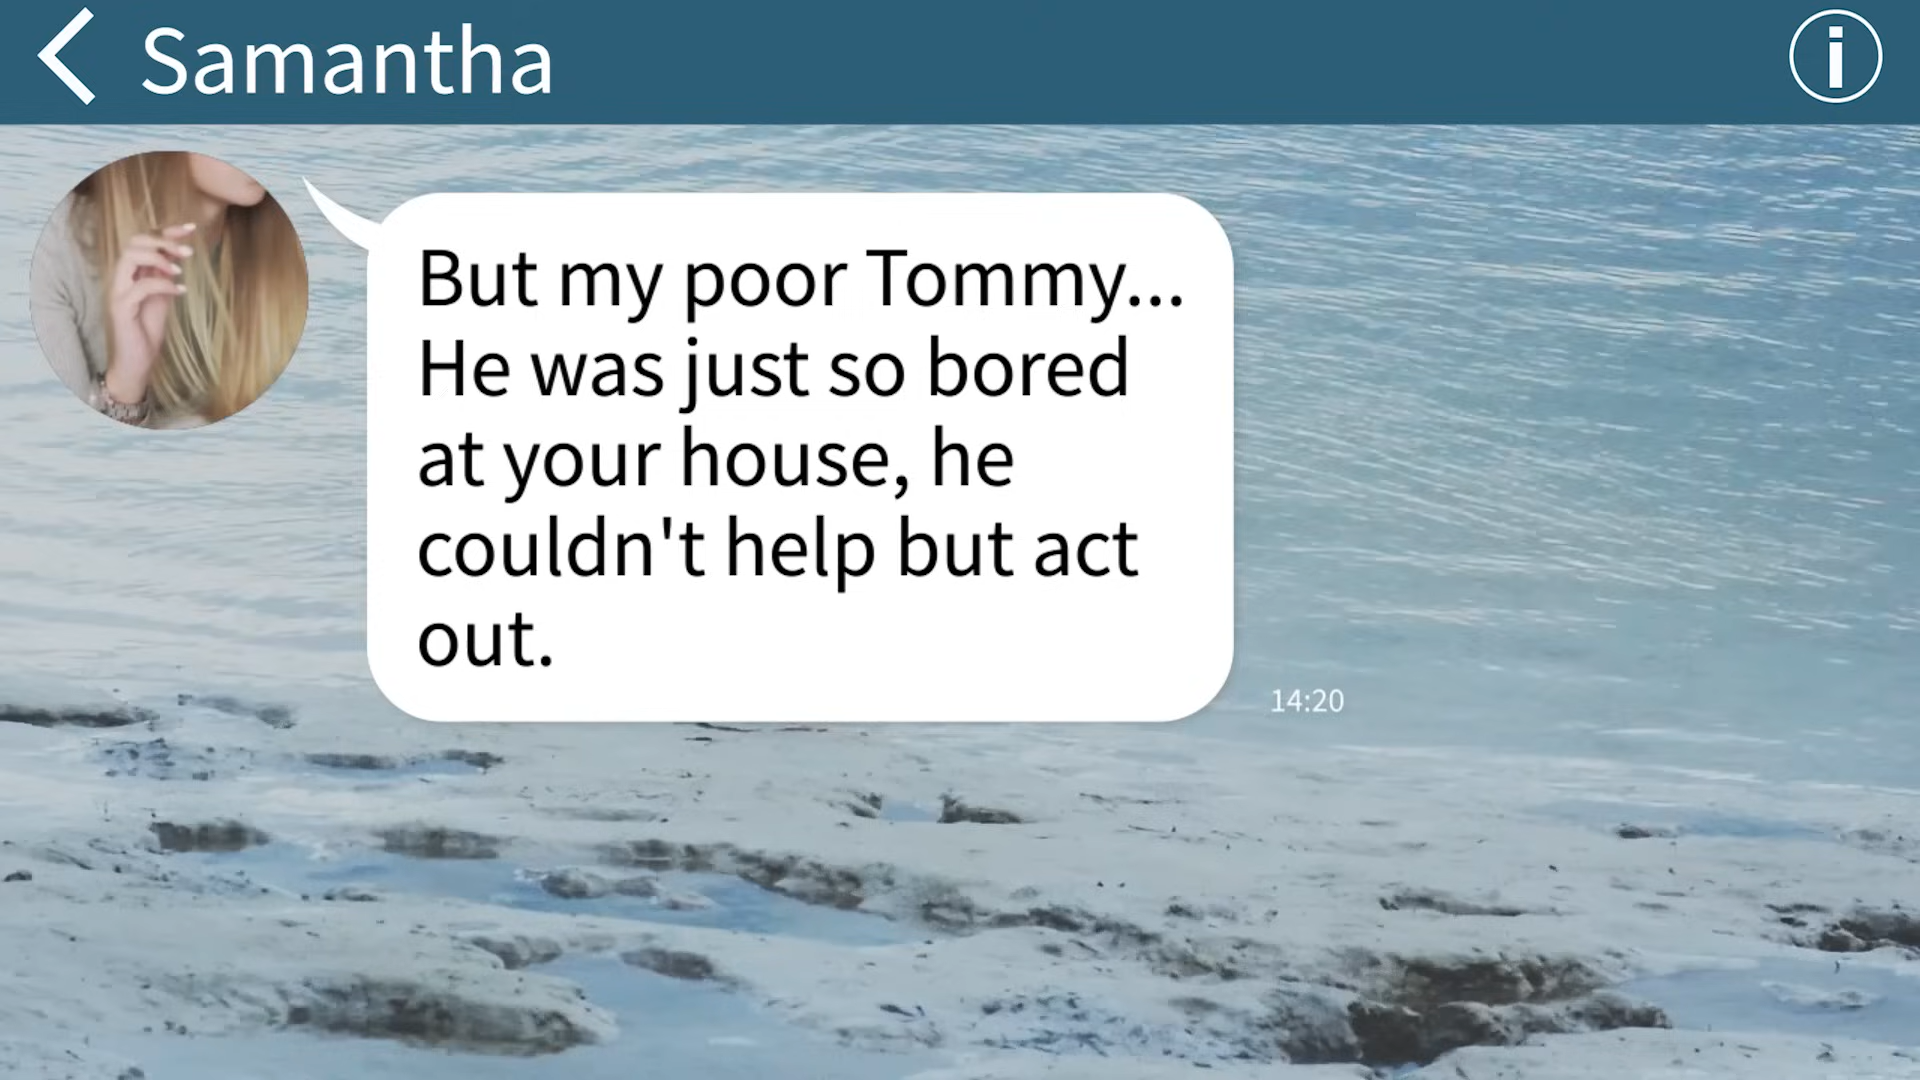 Samantha
But my poor Tommy...
He was just so bored
at your house, he
couldn't help but act
out.
14:20